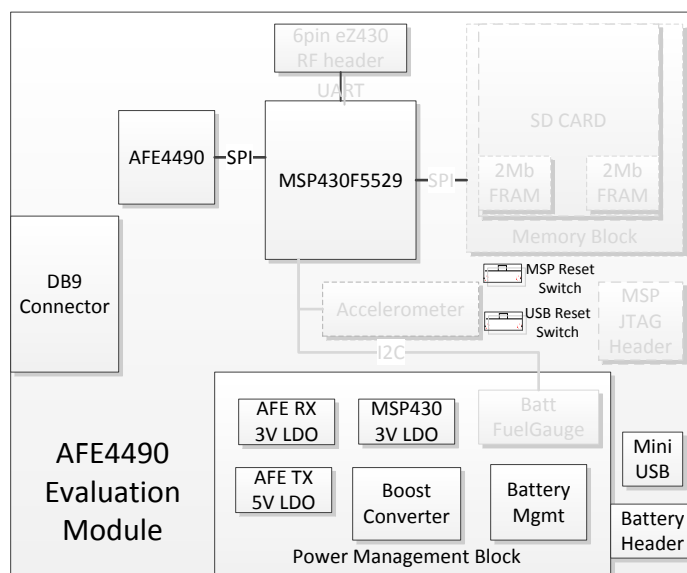 6pin eZ430
RF header
UART
AFE4490
SPI
MSP430F5529
SPI
SD CARD
2Mb
FRAM
2Mb
FRAM
Memory Block
DB9
Connector
MSP Reset
Switch
Accelerometer
USB Reset
Switch
MSP
JTAG
Header
I2C
AFE RX
3V LDO
MSP430
3V LDO
Batt
FuelGauge
AFE4490
Evaluation
Module
AFE TX
5V LDO
Boost
Converter
Battery
Mgmt
Mini
USB
Battery
Header
Power Management Block